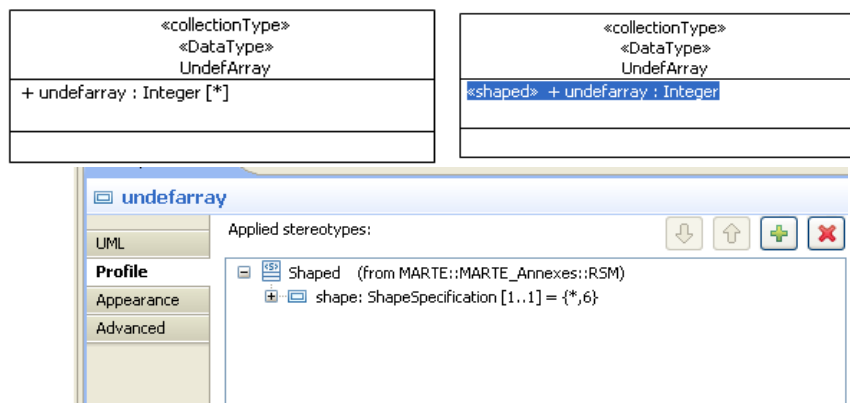 «collectionType»
«DataType»
UndefArray
+ undefarray : Integer [*]
«collectionType»
«DataType»
UndefArray
«shaped» + undefarray : Integer
undefarray
Applied stereotypes:
UML
Profile
Appearance
Advanced
Shaped (from MARTE::MARTE_Annexes::RSM)
shape: ShapeSpecification [1..1] = {*,6}